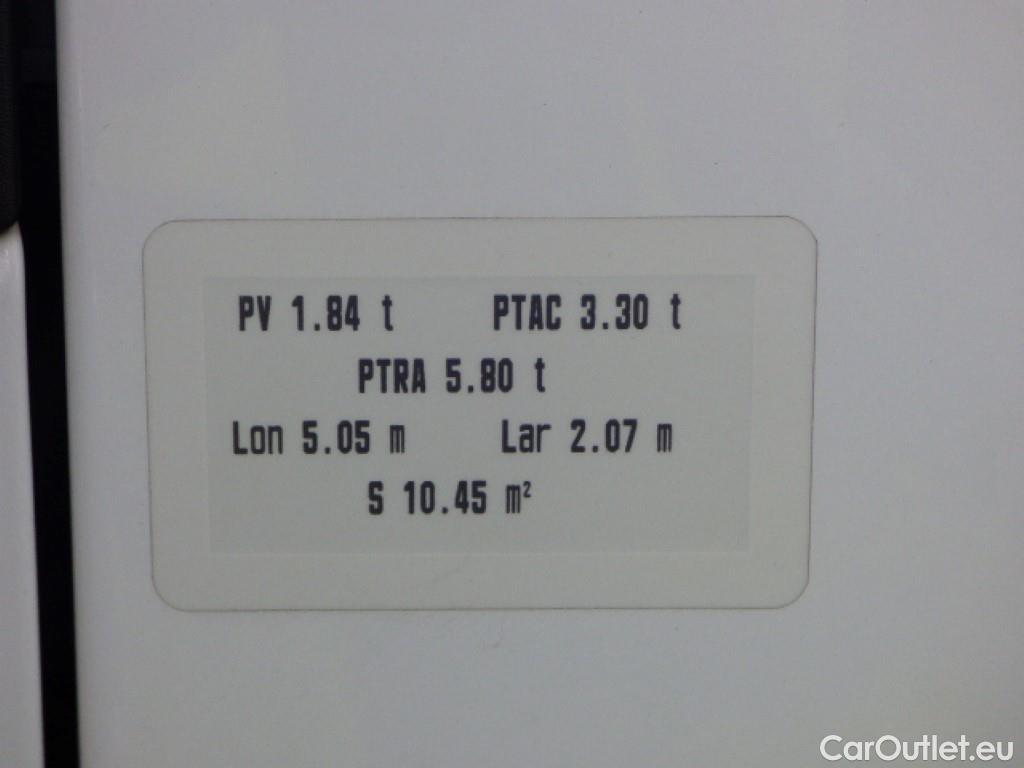 PV 1.84 t PTAC 3.30 t
PTRA 5.80 t
Lon 5.05 m Lar 2.07 m
S 10.45 m²
CarOutlet.eu